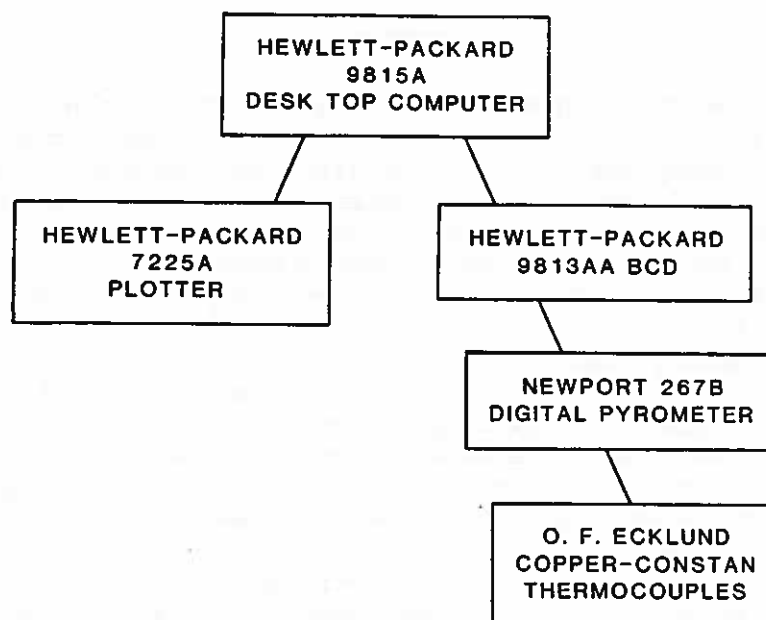 HEWLETT-PACKARD
9815A
DESK TOP COMPUTER
HEWLETT-PACKARD
7225A
PLOTTER
HEWLETT-PACKARD
9813AA BCD
NEWPORT 267B
DIGITAL PYROMETER
O. F. ECKLUND
COPPER-CONSTAN
THERMOCOUPLES